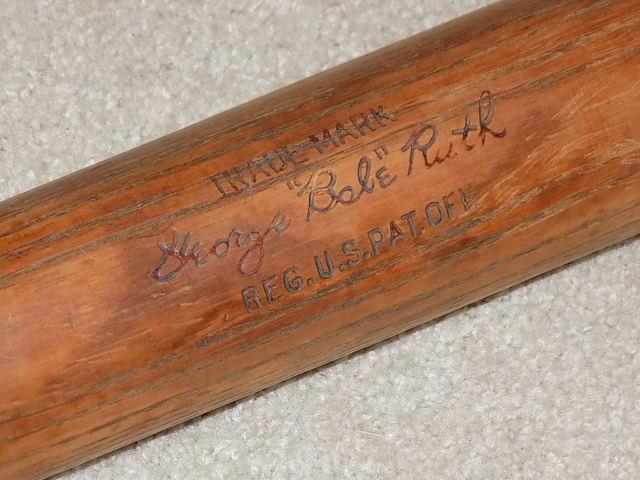 TRADE MARK
George "Babe" Ruth
REG. U.S. PAT. OFF